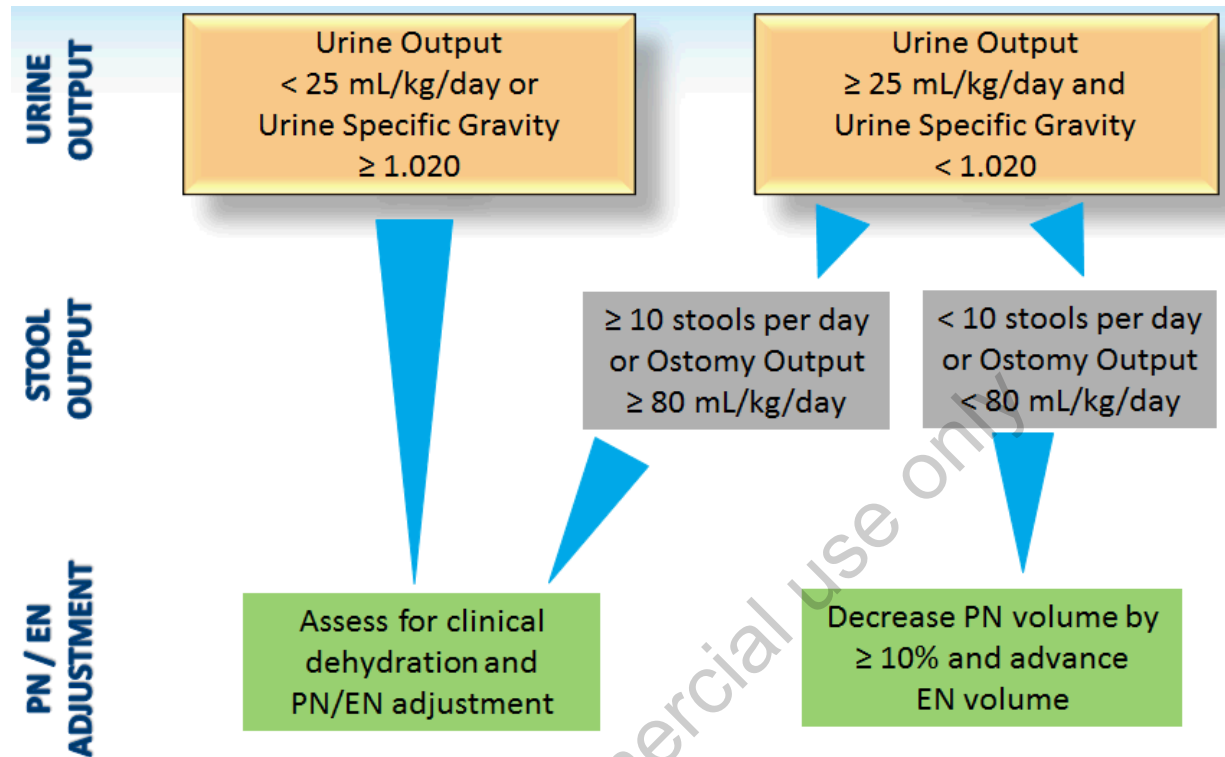 URINE
OUTPUT
Urine Output
< 25 mL/kg/day or
Urine Specific Gravity
≥ 1.020
Urine Output
≥ 25 mL/kg/day and
Urine Specific Gravity
< 1.020
STOOL
OUTPUT
≥ 10 stools per day
or Ostomy Output
≥ 80 mL/kg/day
< 10 stools per day
or Ostomy Output
< 80 mL/kg/day
PN / EN
ADJUSTMENT
Assess for clinical
dehydration and
PN/EN adjustment
Decrease PN volume by
≥ 10% and advance
EN volume
use only